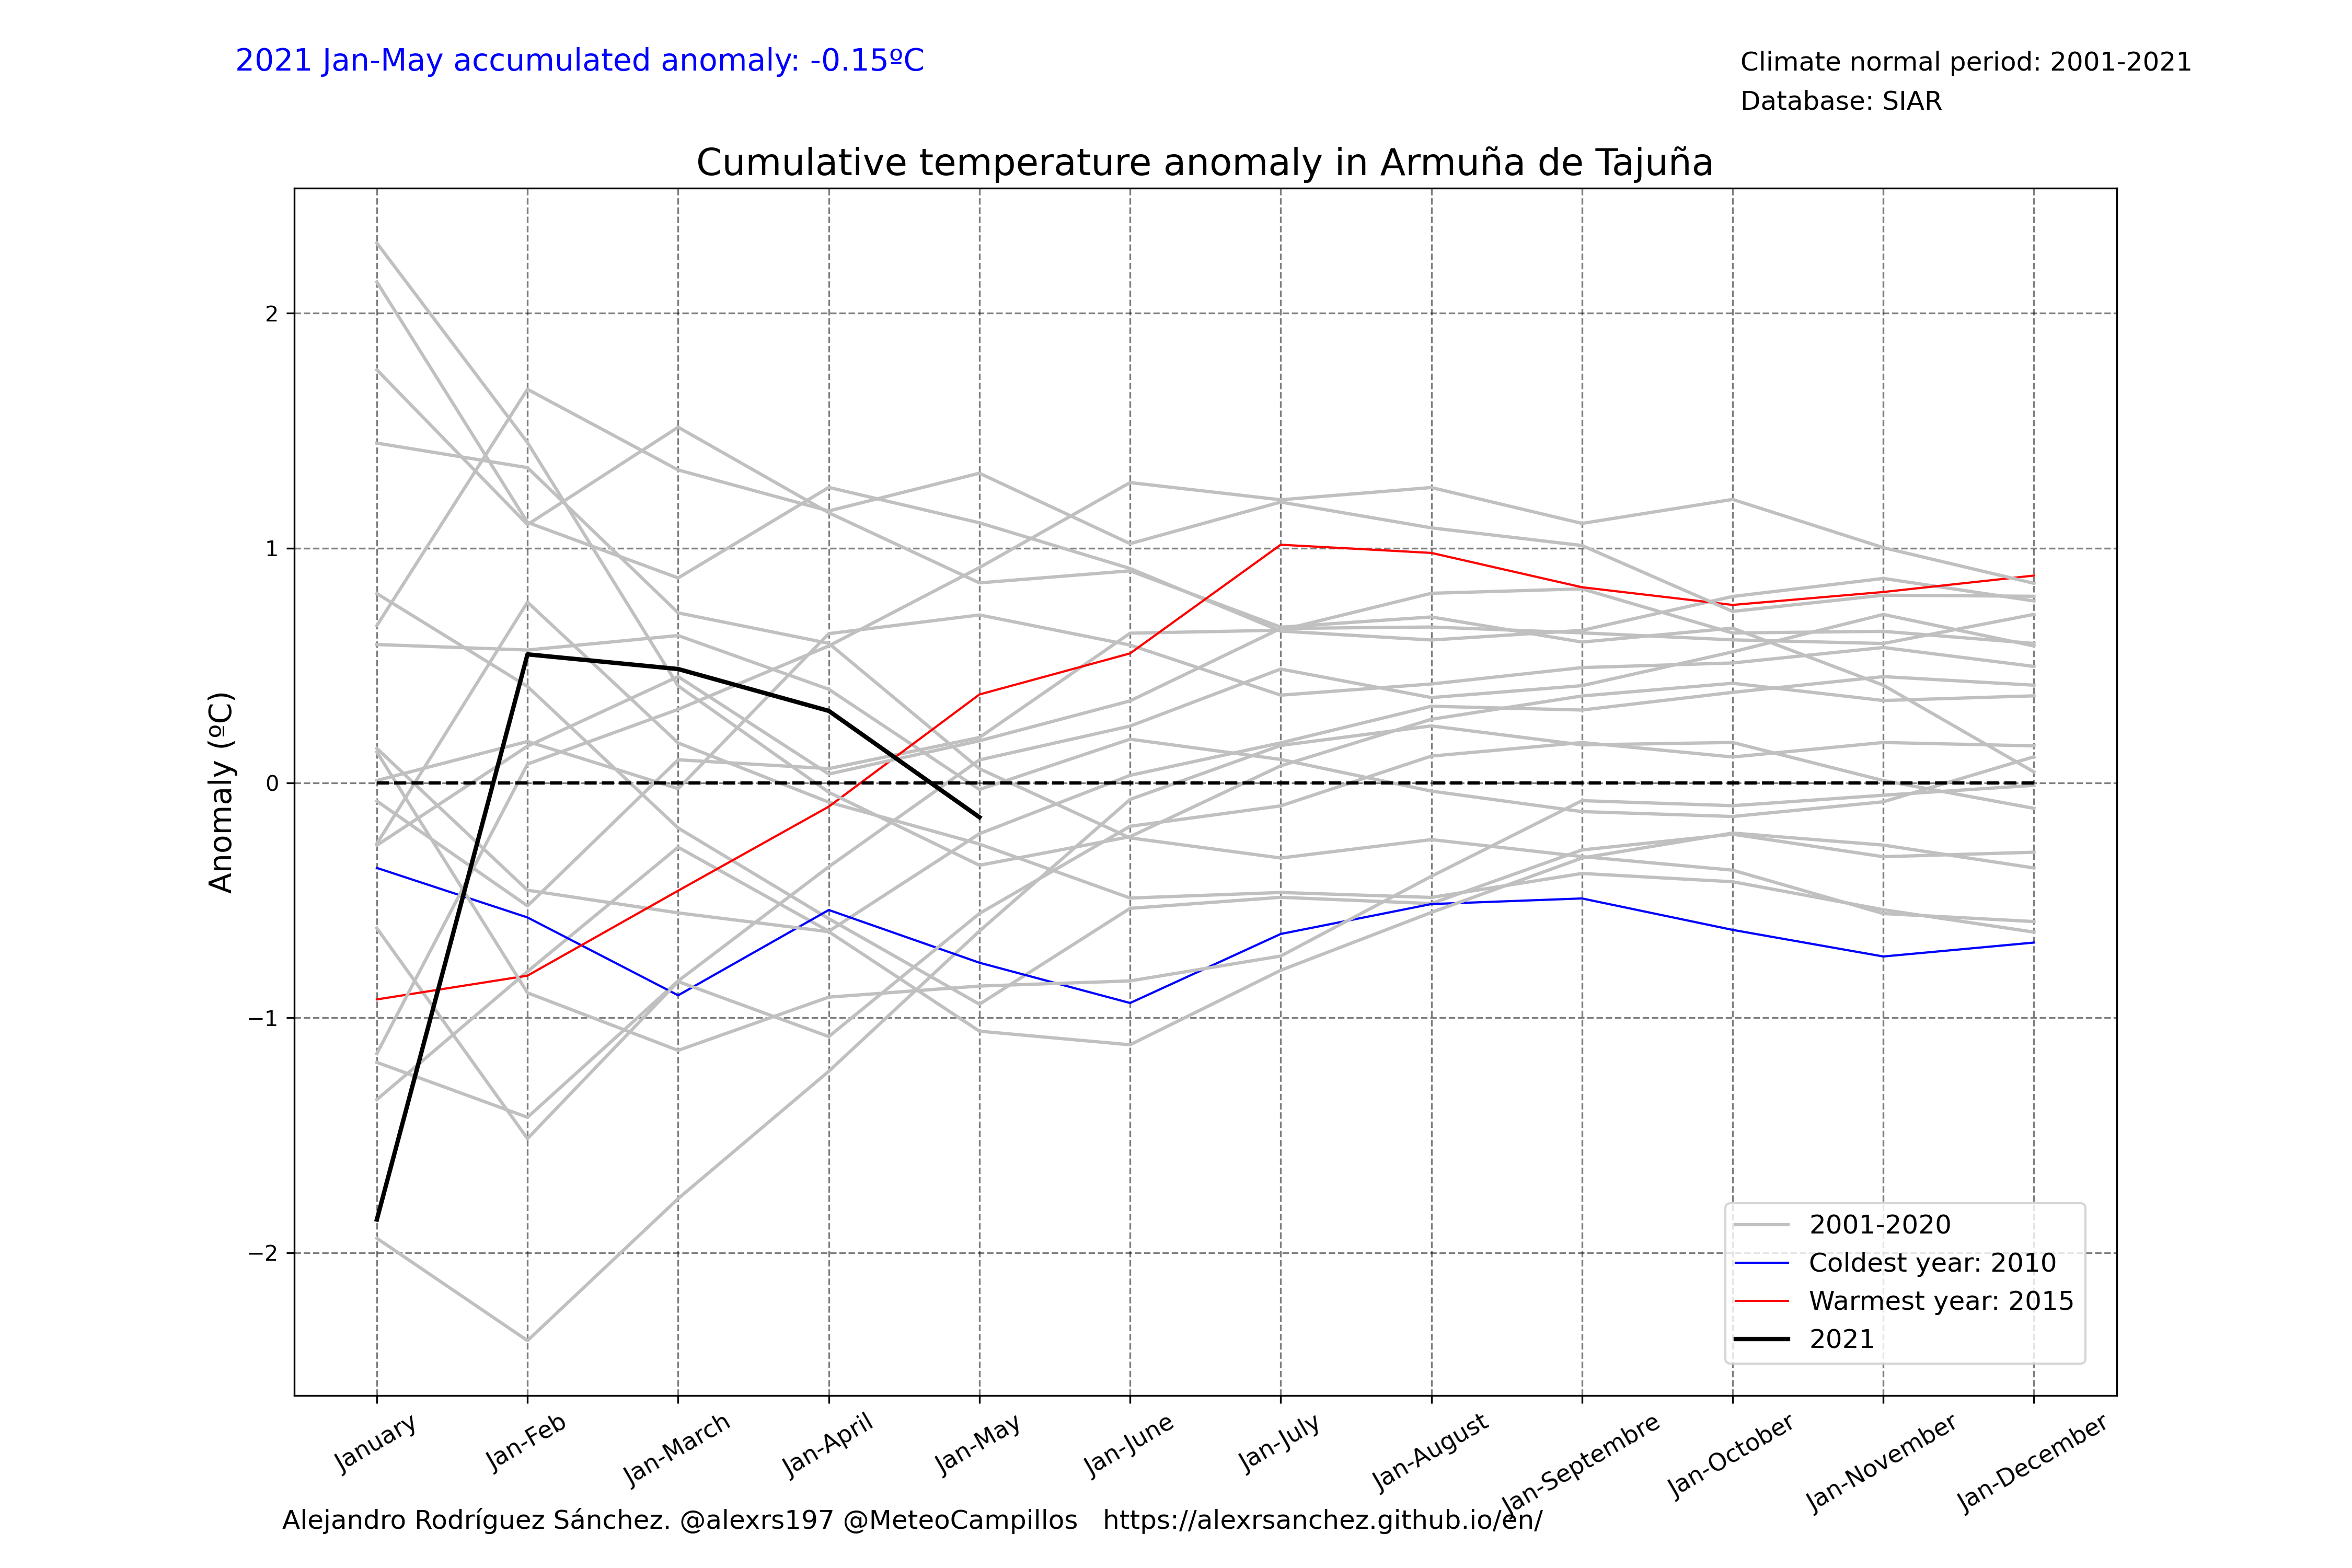 2021 Jan-May accumulated anomaly: -0.15ºC
Climate normal period: 2001-2021
Database: SIAR
Cumulative temperature anomaly in Armuña de Tajuña
Anomaly (ºC)
2
1
0
−1
−2
2001-2020
Coldest year: 2010
Warmest year: 2015
2021
January
Jan-Feb
Jan-March
Jan-April
Jan-May
Jan-June
Jan-July
Jan-August
Jan-Septembre
Jan-October
Jan-November
Jan-December
Alejandro Rodríguez Sánchez. @alexrs197 @MeteoCampillos   https://alexrsanchez.github.io/en/